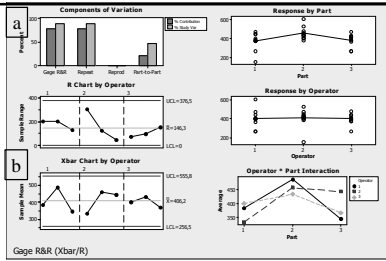 a
Components of Variation
% Contribution
% Study Var
Percent
100
50
0
Gage R&R Repeat Reprod Part-to-Part
R Chart by Operator
1 2 3
Sample Range
400
200
0
UCL=376,5
R=146,3
LCL=0
b
Xbar Chart by Operator
1 2 3
Sample Mean
500
300
UCL=555,8
X=406,2
LCL=256,5
Gage R&R (Xbar/R)
Response by Part
600
400
200
1 2 3
Part
Response by Operator
600
400
200
1 2 3
Operator
Operator * Part Interaction
Operator
1
2
3
Average
450
400
350
1 2 3
Part